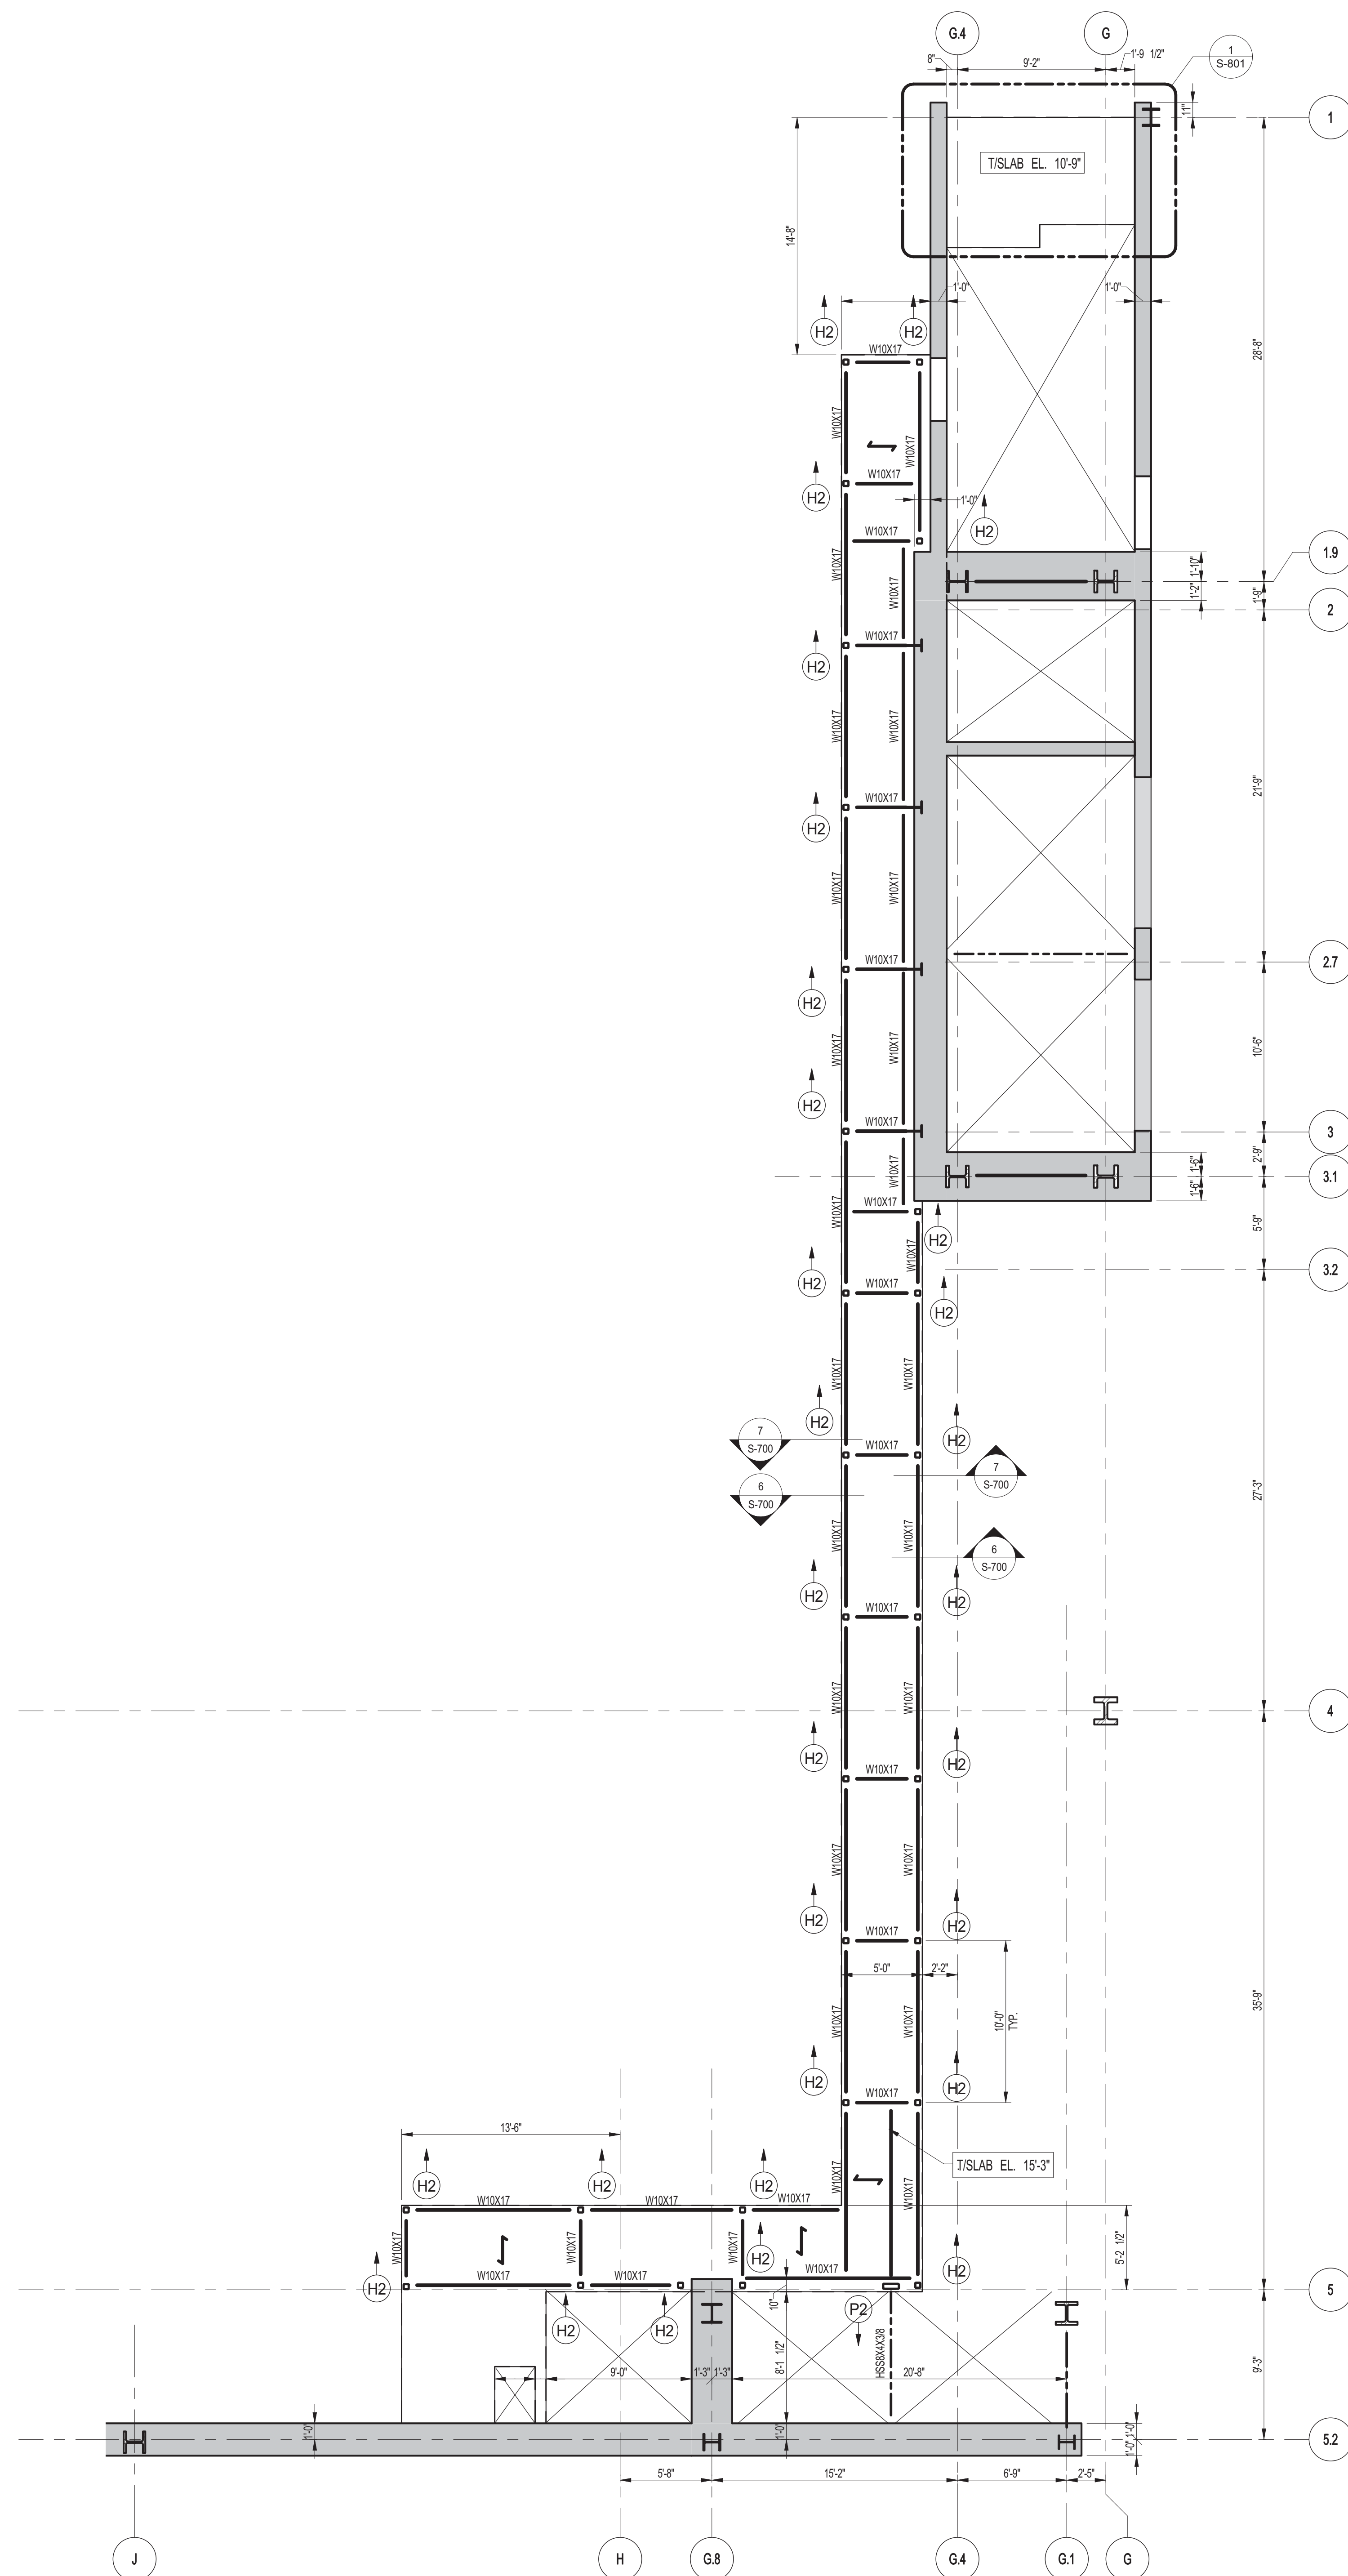 G.4
G
8"
9'-2"
1'-9 1/2"
1
S-801
11"
1
T/SLAB EL. 10'-9"
14'-8"
28'-8"
1'-0"
1'-0"
H2
H2
W10X17
W10X17
W10X17
H2
W10X17
1'-0"
H2
W10X17
W10X17
W10X17
1'-10"
1.9
1'-2"
1'-9"
2
H2
W10X17
W10X17
W10X17
21'-9"
H2
W10X17
W10X17
W10X17
2.7
H2
W10X17
W10X17
W10X17
10'-6"
H2
W10X17
3
2'-9"
1'-6"
W10X17
W10X17
3.1
1'-6"
W10X17
H2
5'-9"
H2
W10X17
3.2
W10X17
H2
W10X17
W10X17
H2
H2
7
S-700
W10X17
7
S-700
27'-3"
6
S-700
W10X17
W10X17
6
S-700
H2
H2
W10X17
W10X17
W10X17
4
H2
H2
W10X17
W10X17
W10X17
H2
H2
W10X17
5'-0"
2'-2"
W10X17
W10X17
10'-0"
TYP.
35'-9"
H2
H2
W10X17
13'-6"
T/SLAB EL. 15'-3"
W10X17
W10X17
H2
H2
H2
W10X17
W10X17
W10X17
5'-2 1/2"
W10X17
W10X17
W10X17
H2
H2
H2
W10X17
W10X17
W10X17
5
10"
H2
H2
P2
8'-1 1/2"
HSS8X4X3/8
9'-0"
1'-3"
1'-3"
20'-8"
9'-3"
1'-0"
1'-0"
1'-0"
1'-0"
5.2
5'-8"
15'-2"
6'-9"
2'-5"
J
H
G.8
G.4
G.1
G